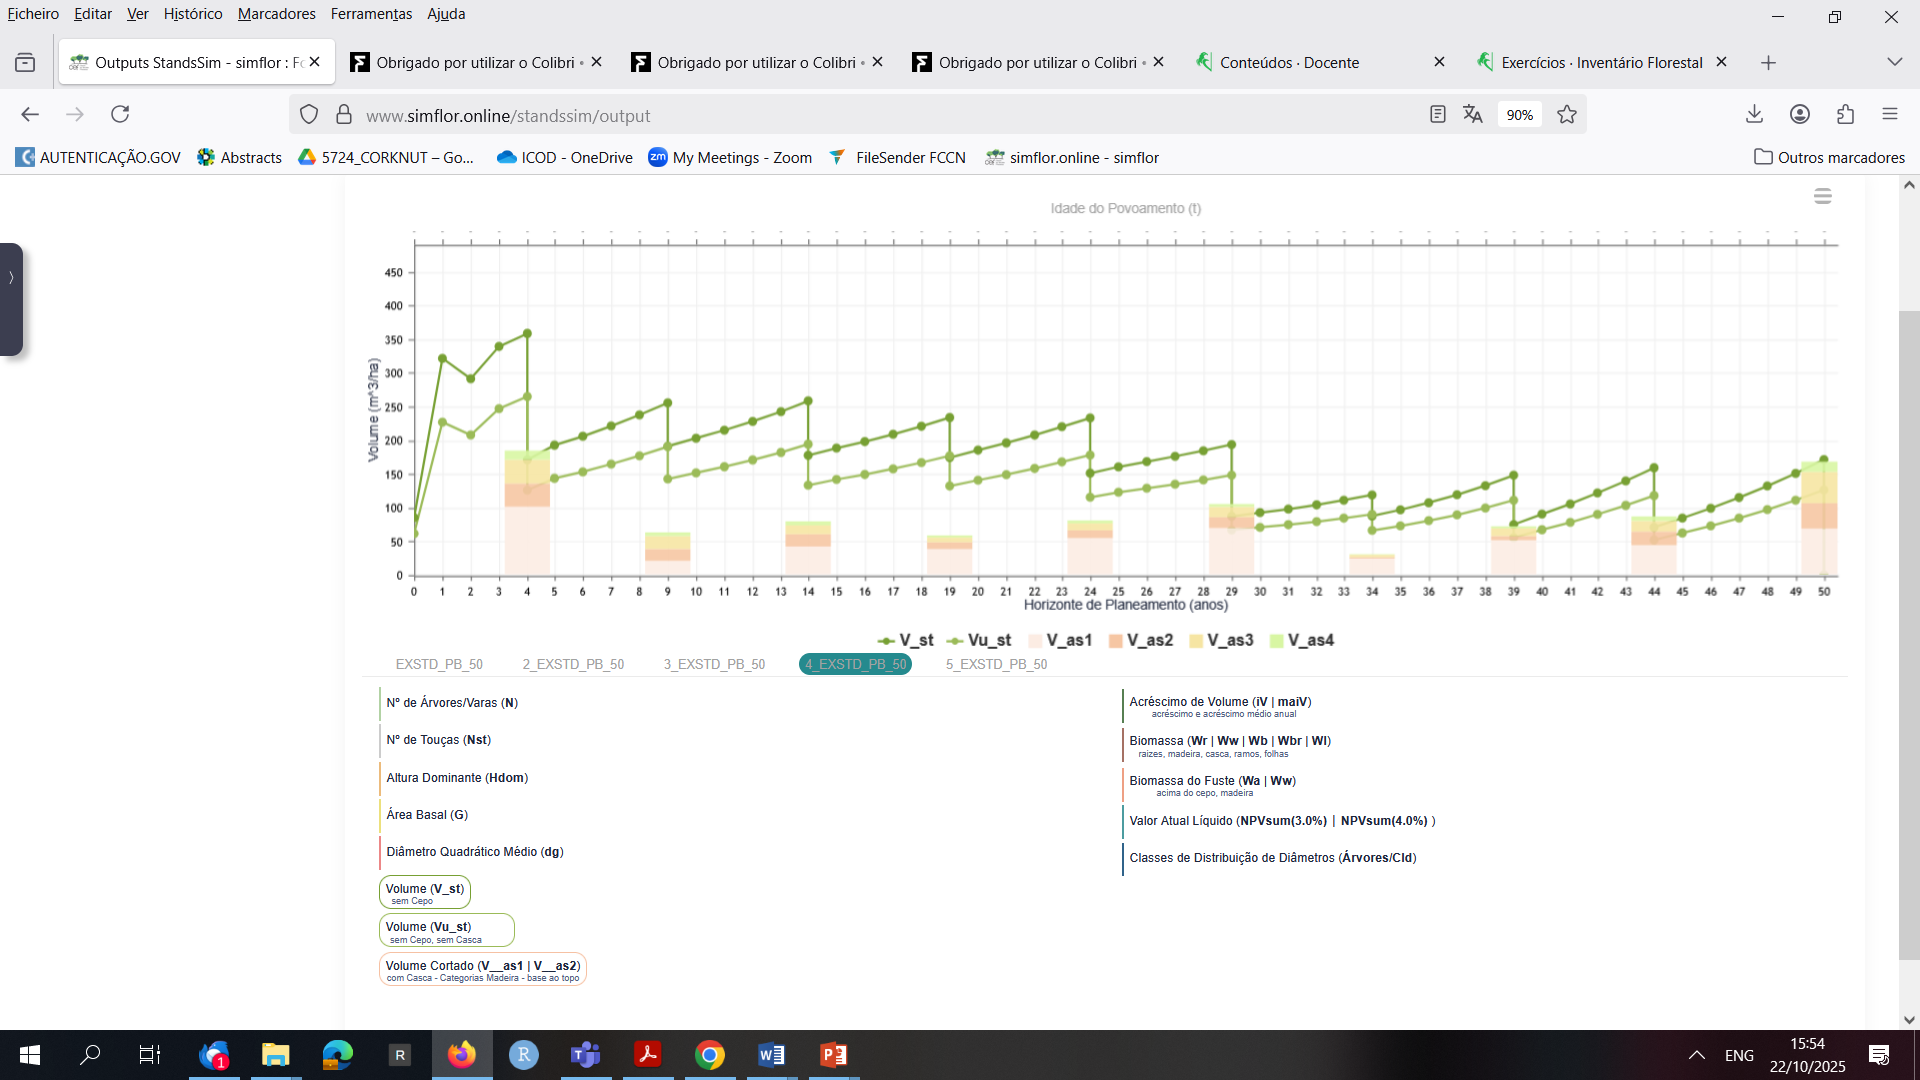 Ficheiro Editar Ver Histórico Marcadores Ferramentas Ajuda
Outputs StandsSim - simflor : Fo
Obrigado por utilizar o Colibri •
Obrigado por utilizar o Colibri •
Obrigado por utilizar o Colibri •
Conteúdos · Docente
Exercícios · Inventário Florestal
www.simflor.online/standssim/output
90%
AUTENTICAÇÃO.GOV
Abstracts
5724_CORKNUT – Go...
ICOD - OneDrive
zm My Meetings - Zoom
FileSender FCCN
simflor.online - simflor
Outros marcadores
Idade do Povoamento (t)
Volume (m^3/ha)
450
400
350
300
250
200
150
100
50
0
0 1 2 3 4 5 6 7 8 9 10 11 12 13 14 15 16 17 18 19 20 21 22 23 24 25 26 27 28 29 30 31 32 33 34 35 36 37 38 39 40 41 42 43 44 45 46 47 48 49 50
Horizonte de Planeamento (anos)
V_st Vu_st V_as1 V_as2 V_as3 V_as4
EXSTD_PB_50 2_EXSTD_PB_50 3_EXSTD_PB_50 4_EXSTD_PB_50 5_EXSTD_PB_50
Nº de Árvores/Varas (N)
Nº de Touças (Nst)
Altura Dominante (Hdom)
Área Basal (G)
Diâmetro Quadrático Médio (dg)
Volume (V_st)
sem Cepo
Volume (Vu_st)
sem Cepo, sem Casca
Volume Cortado (V__as1 | V__as2)
com Casca - Categorias Madeira - base ao topo
Acréscimo de Volume (iV | maiV)
acréscimo e acréscimo médio anual
Biomassa (Wr | Ww | Wb | Wbr | Wl)
raizes, madeira, casca, ramos, folhas
Biomassa do Fuste (Wa | Ww)
acima do cepo, madeira
Valor Atual Líquido (NPVsum(3.0%) | NPVsum(4.0%) )
Classes de Distribuição de Diâmetros (Árvores/Cld)
1
R
R
ENG
15:54
22/10/2025